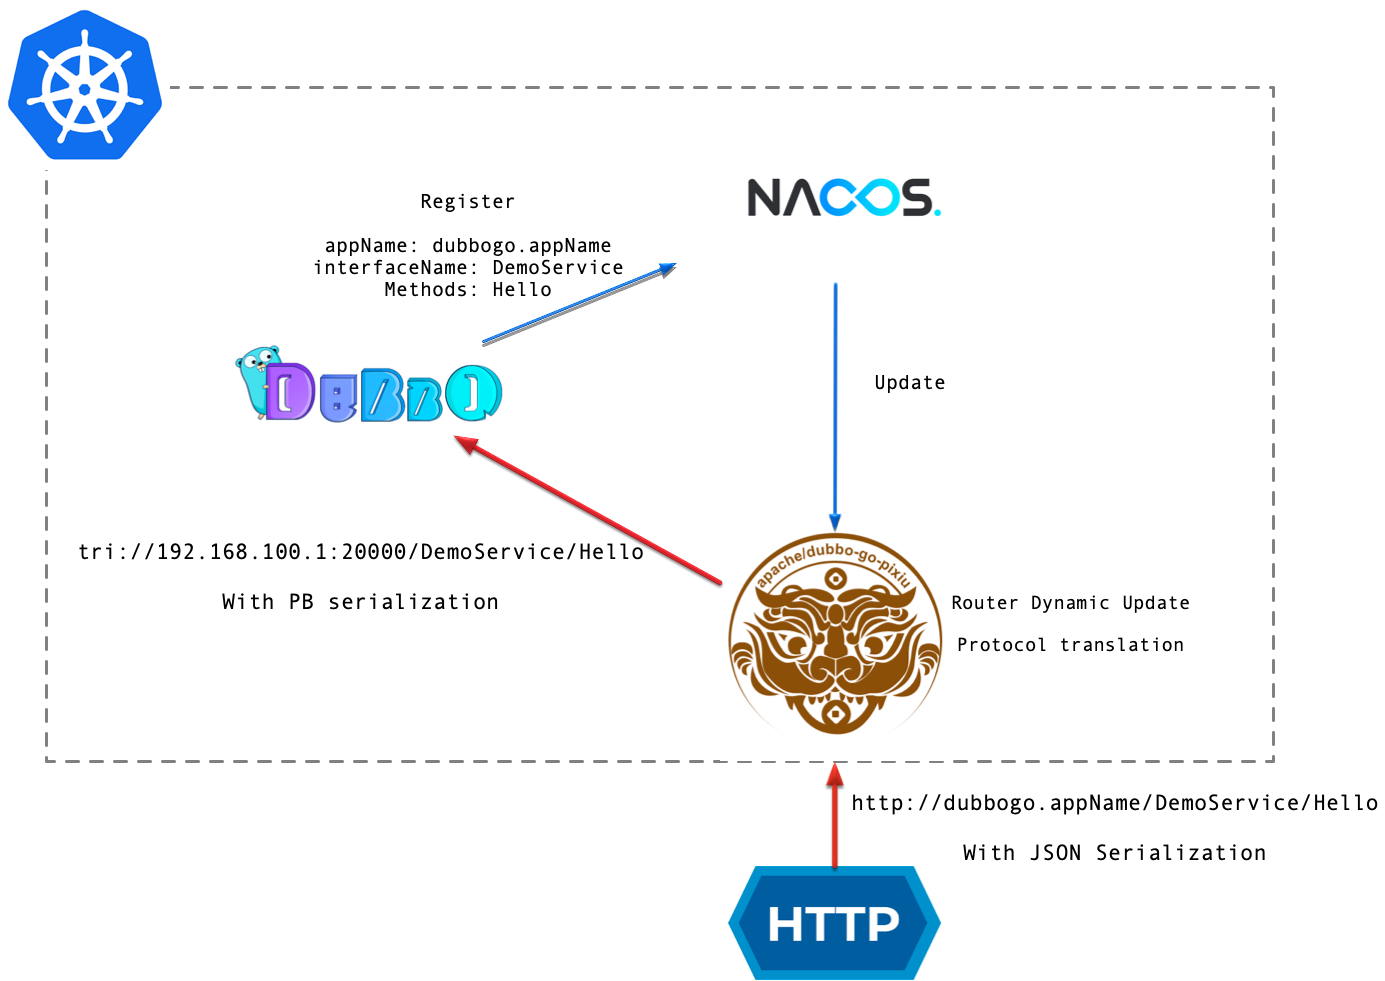 NACOS.
Register
appName: dubbogo.appName
interfaceName: DemoService
Methods: Hello
DUBBO
Update
tri://192.168.100.1:20000/DemoService/Hello
With PB serialization
apache/dubbo-go-pixiu
Router Dynamic Update
Protocol translation
http://dubbogo.appName/DemoService/Hello
With JSON Serialization
HTTP